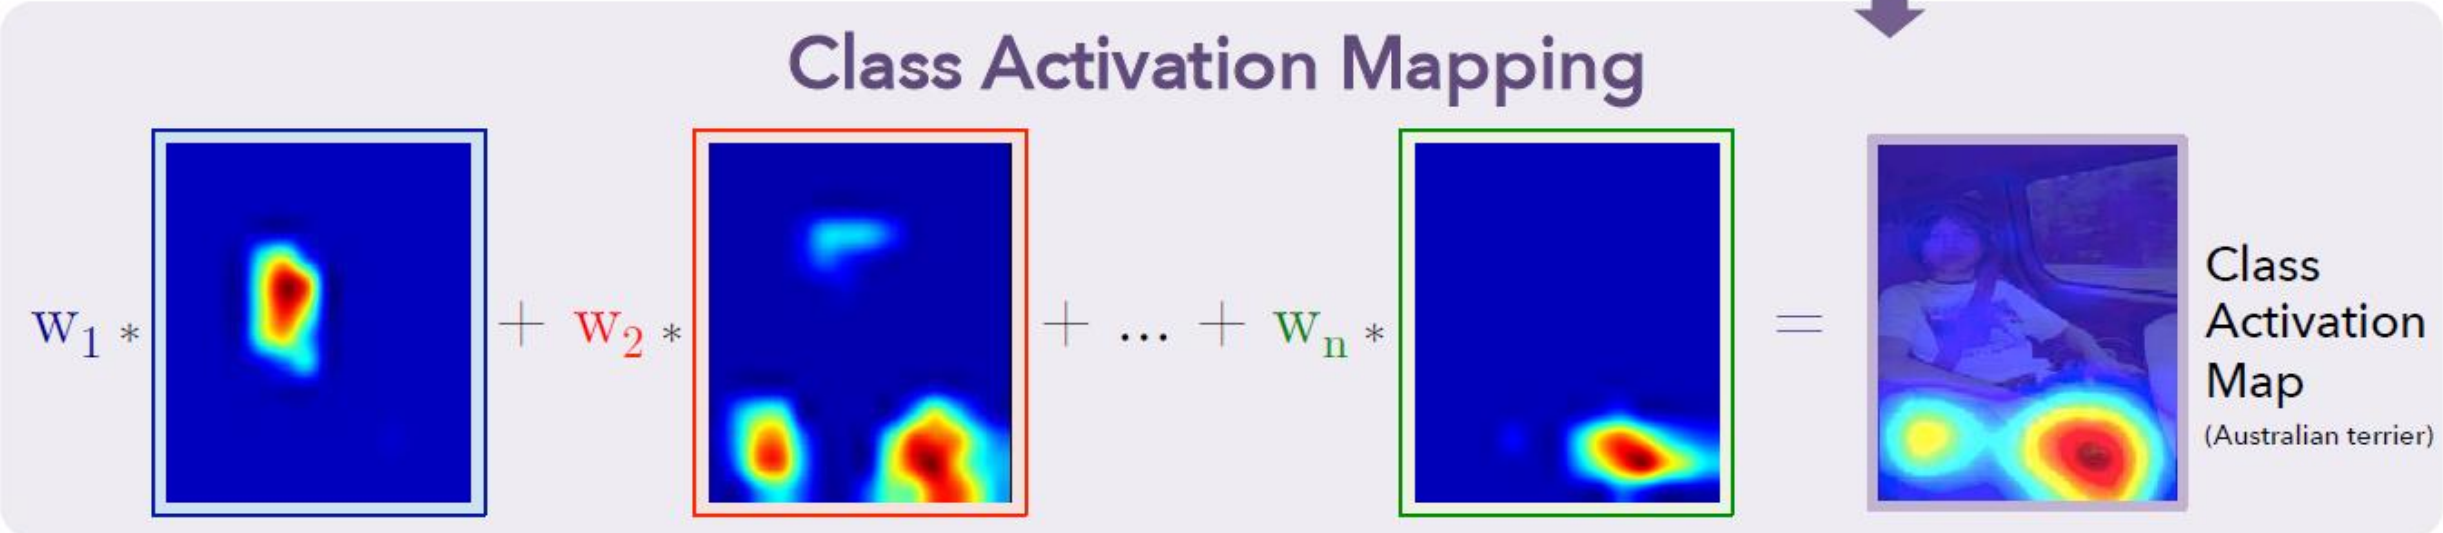 Class Activation Mapping
w1 * + w2 * + ... + wn * =
Class
Activation
Map
(Australian terrier)